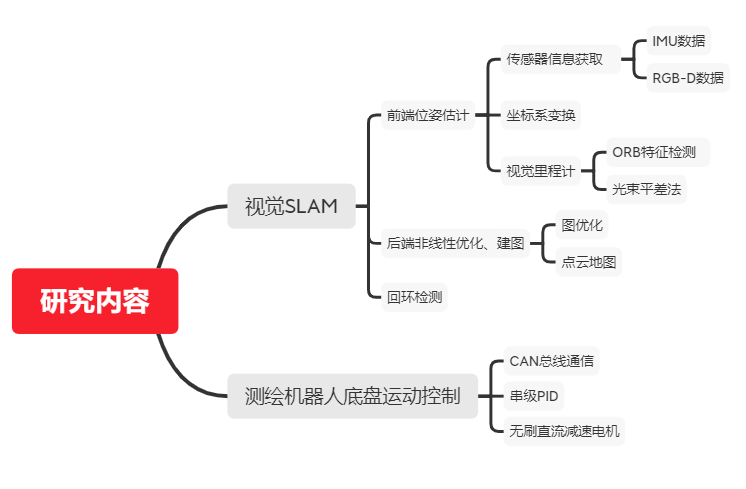 研究内容
视觉SLAM
前端位姿估计
传感器信息获取
IMU数据
RGB-D数据
坐标系变换
视觉里程计
ORB特征检测
光束平差法
后端非线性优化、建图
图优化
点云地图
回环检测
测绘机器人底盘运动控制
CAN总线通信
串级PID
无刷直流减速电机